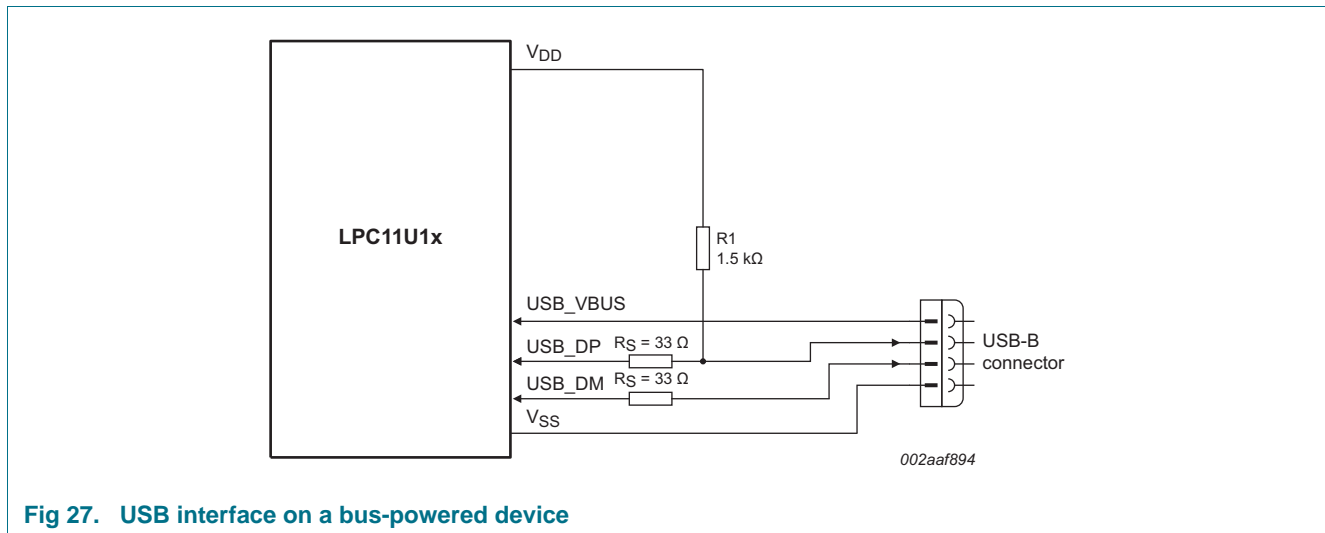 VDD
LPC11U1x
R1
1.5 kΩ
USB_VBUS
USB_DP RS = 33 Ω
USB-B
connector
USB_DM RS = 33 Ω
VSS
002aaf894
Fig 27. USB interface on a bus-powered device